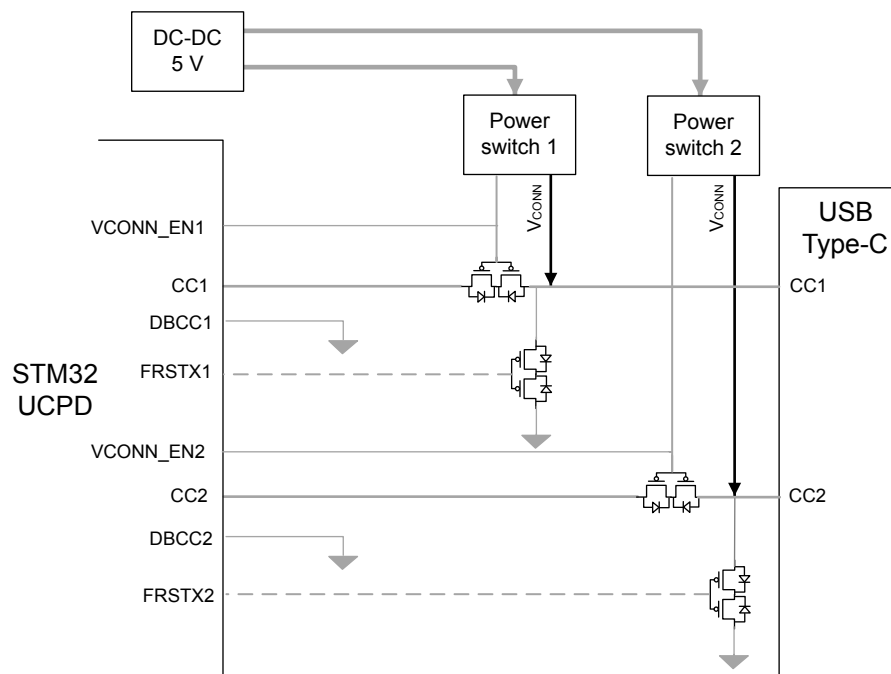 DC-DC
5 V
Power
switch 1
Power
switch 2
VCONN
VCONN
USB
Type-C
VCONN_EN1
CC1
CC1
DBCC1
FRSTX1
STM32
UCPD
VCONN_EN2
CC2
CC2
DBCC2
FRSTX2